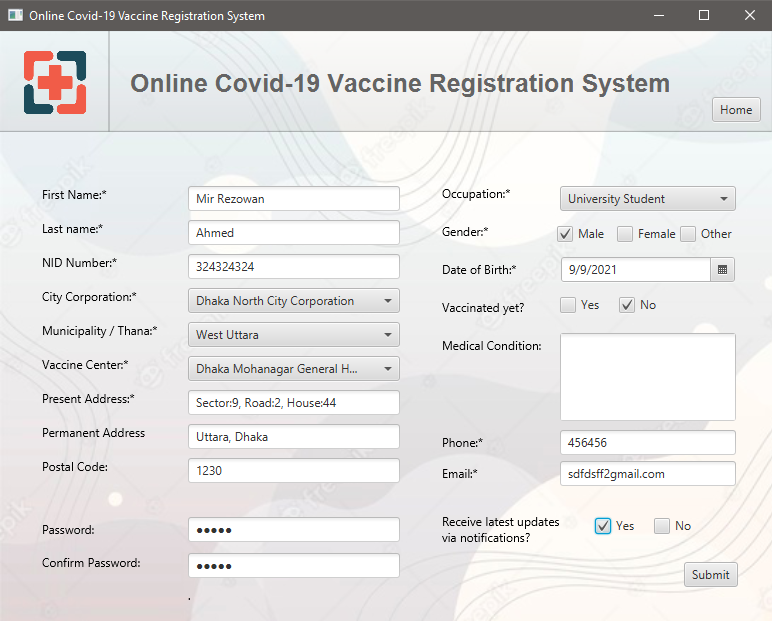 Online Covid-19 Vaccine Registration System
Online Covid-19 Vaccine Registration System
Home
First Name:*
Mir Rezowan
Last name:*
Ahmed
NID Number:*
324324324
City Corporation:*
Dhaka North City Corporation
Municipality / Thana:*
West Uttara
Vaccine Center:*
Dhaka Mohanagar General H...
Present Address:*
Sector:9, Road:2, House:44
Permanent Address
Uttara, Dhaka
Postal Code:
1230
Password:
•••••
Confirm Password:
•••••
.
Occupation:*
University Student
Gender:*
Male Female Other
Date of Birth:*
9/9/2021
Vaccinated yet?
Yes No
Medical Condition:
Phone:*
456456
Email:*
sdfdsff2gmail.com
Receive latest updates
via notifications?
Yes No
Submit
freepik